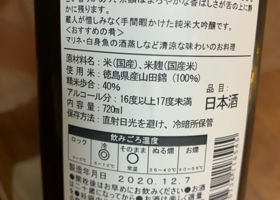 蔵人が惜しみなく手間暇かけた純米大吟醸です。
〈おすすめの肴〉
マリネ・白身魚の酒蒸しなど清涼な味わいのお料理
原材料:米(国産)、米麹(国産米)
使用米:徳島県産山田錦(100%)
精米歩合:40%
アルコール分:16度以上17度未満
内容量:720ml
日本酒
保存方法:直射日光を避け、冷暗所保管
飲みごろ温度
ロック 冷 そのまま ぬる燗 熱燗
製造年月日 2020.12.7